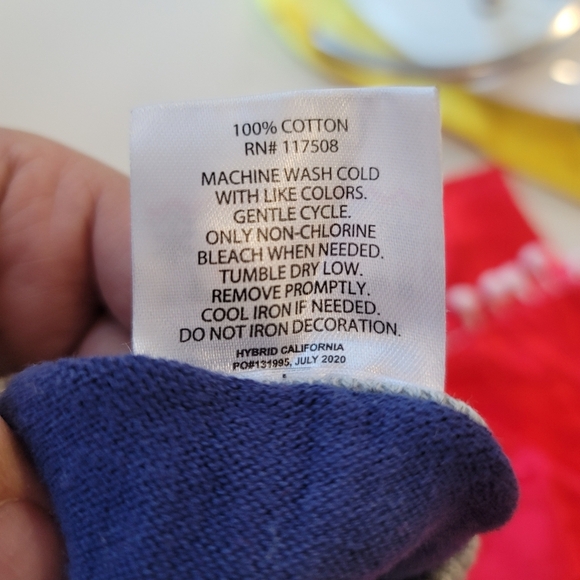 100% COTTON
RN# 117508
MACHINE WASH COLD
WITH LIKE COLORS.
GENTLE CYCLE.
ONLY NON-CHLORINE
BLEACH WHEN NEEDED.
TUMBLE DRY LOW.
REMOVE PROMPTLY.
COOL IRON IF NEEDED.
DO NOT IRON DECORATION.
HYBRID CALIFORNIA
PO#131995, JULY 2020